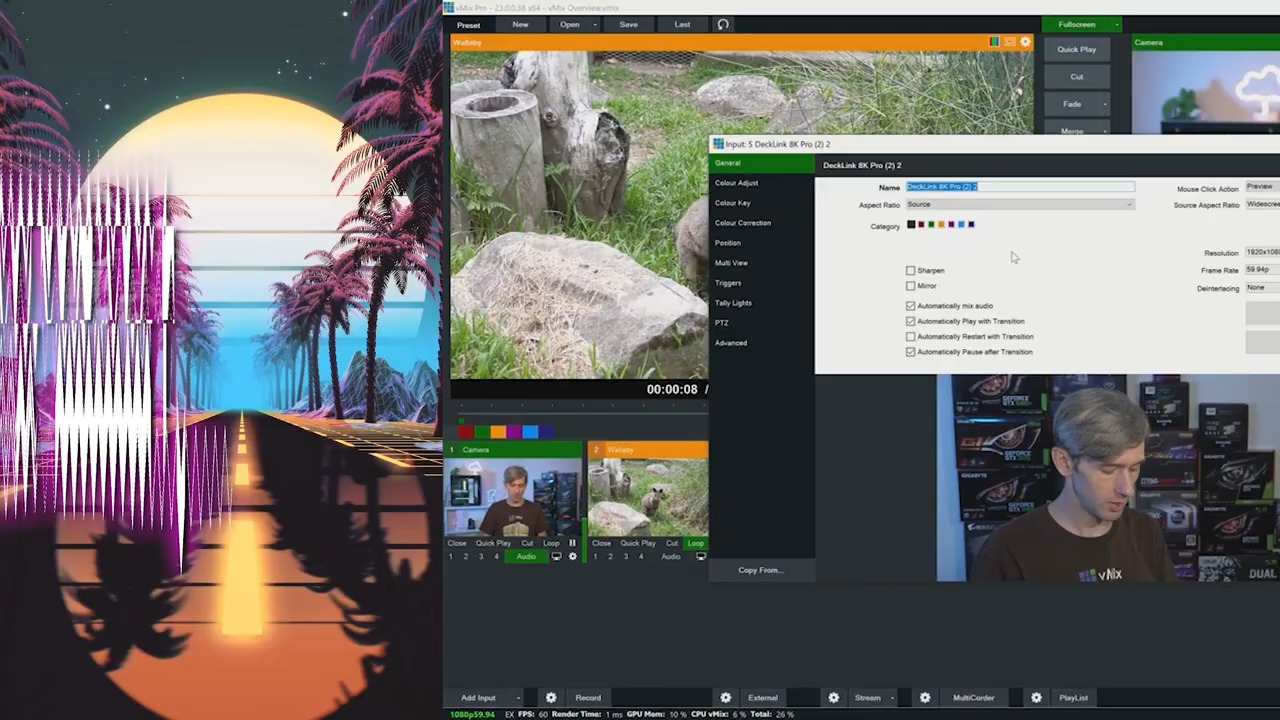 vMix Pro - 23.0.0.38 x64 - vMix Overview.vmix
Preset New Open Save Last Fullscreen
Wallaby
Camera
Quick Play
Cut
Fade
Merge
Input: 5 DeckLink 8K Pro (2) 2
General
DeckLink 8K Pro (2) 2
Colour Adjust
Colour Key
Colour Correction
Position
Multi View
Triggers
Tally Lights
PTZ
Advanced
Copy From...
Name DeckLink 8K Pro (2) 2
Mouse Click Action Preview
Aspect Ratio Source
Source Aspect Ratio Widescreen
Category
Resolution 1920x108
Sharpen
Frame Rate 59.94p
Mirror
Deinterlacing None
Automatically mix audio
Automatically Play with Transition
Automatically Restart with Transition
Automatically Pause after Transition
00:00:08 /
1 Camera
2 Wallaby
Close Quick Play Cut Loop
1 2 3 4 Audio
Close Quick Play Cut Loop
1 2 3 4 Audio
GEFORCE
vMix
DUAL
Add Input Record External Stream MultiCorder PlayList
1080p59.94 EX FPS: 60 Render Time: 1 ms GPU Mem: 10 % CPU vMix: 6 % Total: 26 %